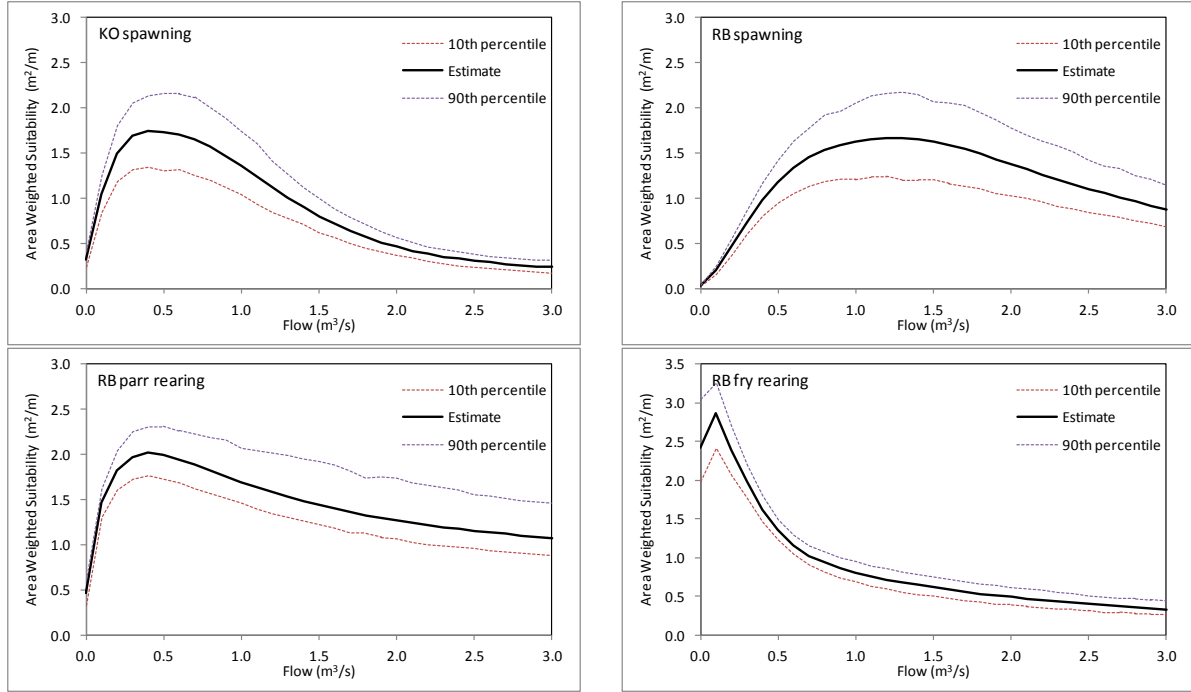 KO spawning
10th percentile
Estimate
90th percentile
Area Weighted Suitability (m²/m)
3.0
2.5
2.0
1.5
1.0
0.5
0.0
0.0 0.5 1.0 1.5 2.0 2.5 3.0
Flow (m³/s)
RB spawning
10th percentile
Estimate
90th percentile
Area Weighted Suitability (m²/m)
3.0
2.5
2.0
1.5
1.0
0.5
0.0
0.0 0.5 1.0 1.5 2.0 2.5 3.0
Flow (m³/s)
RB parr rearing
10th percentile
Estimate
90th percentile
Area Weighted Suitability (m²/m)
3.0
2.5
2.0
1.5
1.0
0.5
0.0
0.0 0.5 1.0 1.5 2.0 2.5 3.0
Flow (m³/s)
RB fry rearing
10th percentile
Estimate
90th percentile
Area Weighted Suitability (m²/m)
3.5
3.0
2.5
2.0
1.5
1.0
0.5
0.0
0.0 0.5 1.0 1.5 2.0 2.5 3.0
Flow (m³/s)